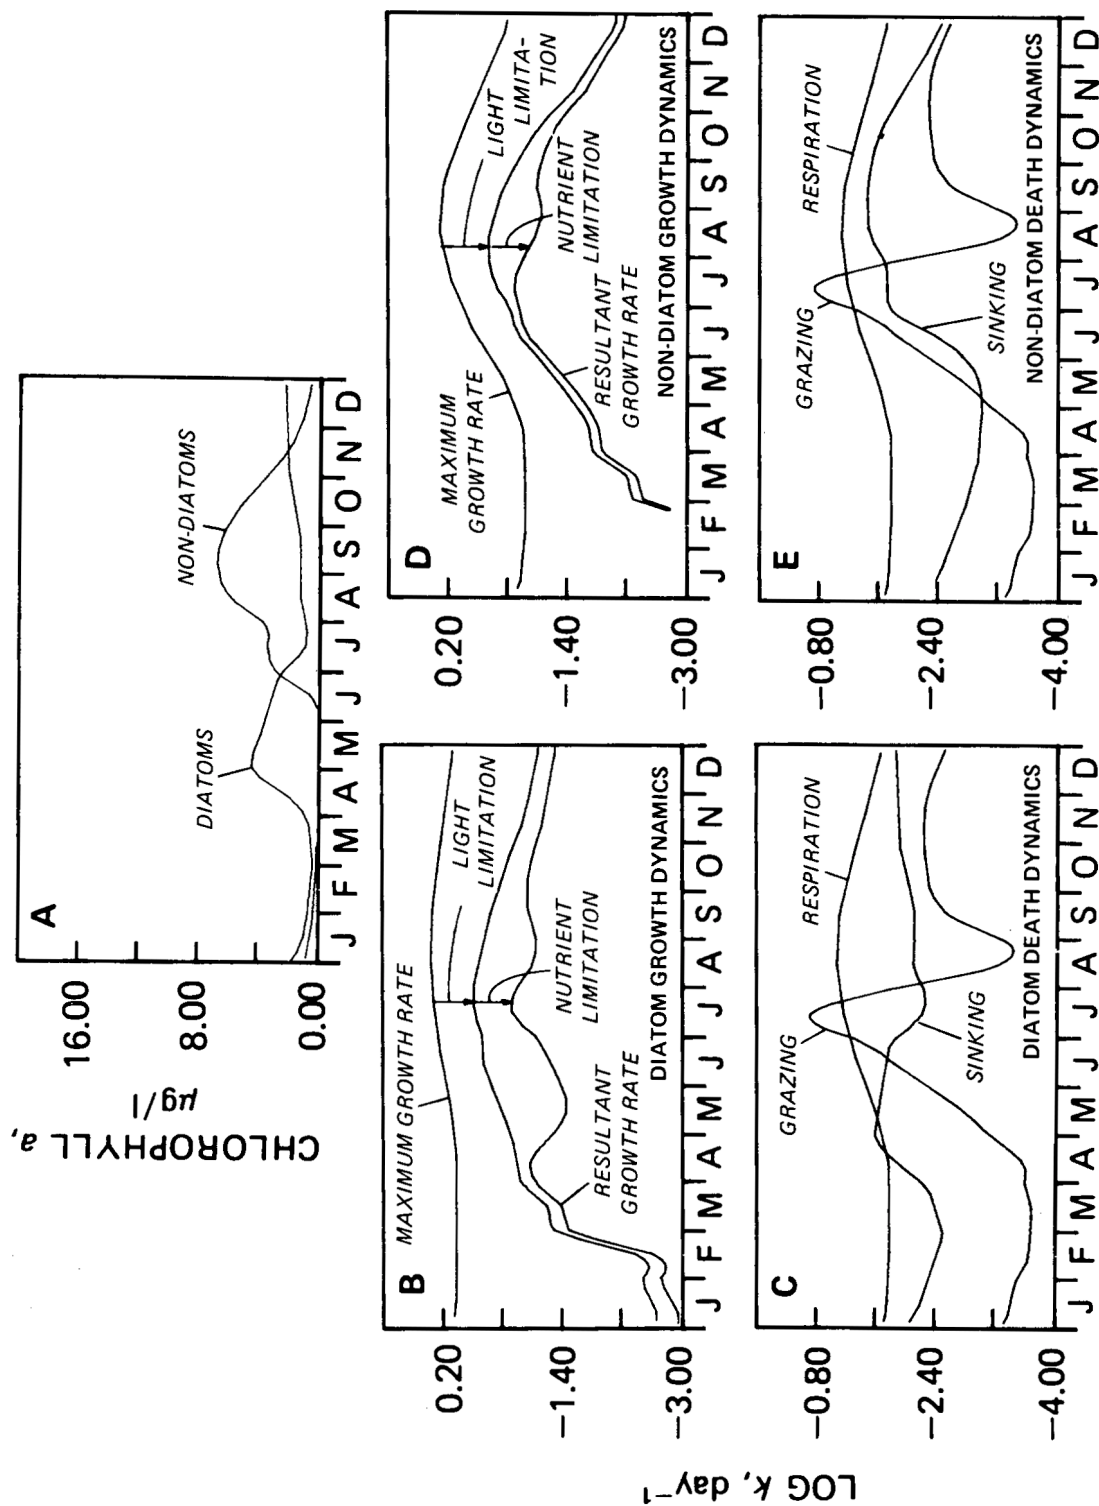 A
CHLOROPHYLL a,
µg/l
16.00
8.00
0.00
DIATOMS
NON-DIATOMS
J F M A M J J A S O N D
B
MAXIMUM GROWTH RATE
LIGHT
LIMITATION
NUTRIENT
LIMITATION
RESULTANT
GROWTH RATE
DIATOM GROWTH DYNAMICS
0.20
−1.40
−3.00
J F M A M J J A S O N D
D
MAXIMUM
GROWTH RATE
LIGHT
LIMITA-
TION
NUTRIENT
LIMITATION
RESULTANT
GROWTH RATE
NON-DIATOM GROWTH DYNAMICS
0.20
−1.40
−3.00
J F M A M J J A S O N D
LOG k, day−1
C
GRAZING
RESPIRATION
SINKING
DIATOM DEATH DYNAMICS
−0.80
−2.40
−4.00
J F M A M J J A S O N D
E
GRAZING
RESPIRATION
SINKING
NON-DIATOM DEATH DYNAMICS
−0.80
−2.40
−4.00
J F M A M J J A S O N D